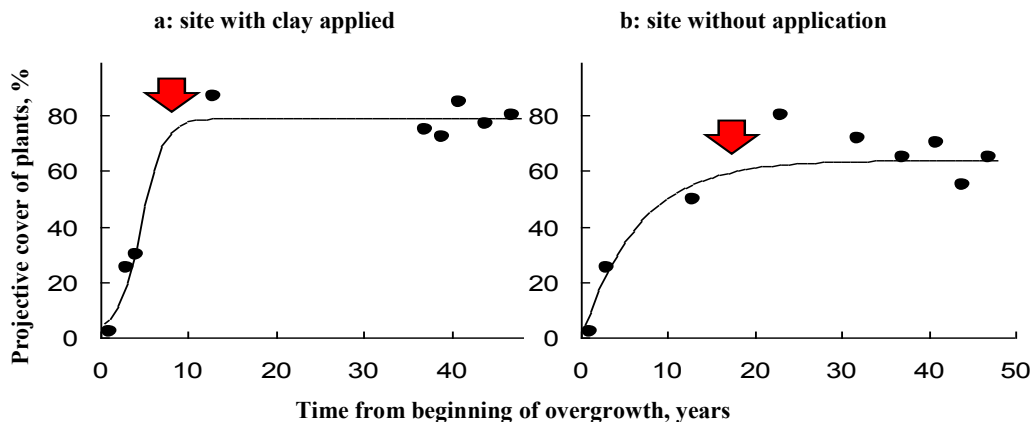 a: site with clay applied
b: site without application
Projective cover of plants, %
80
60
40
20
0
0 10 20 30 40
80
60
40
20
0
0 10 20 30 40 50
Time from beginning of overgrowth, years